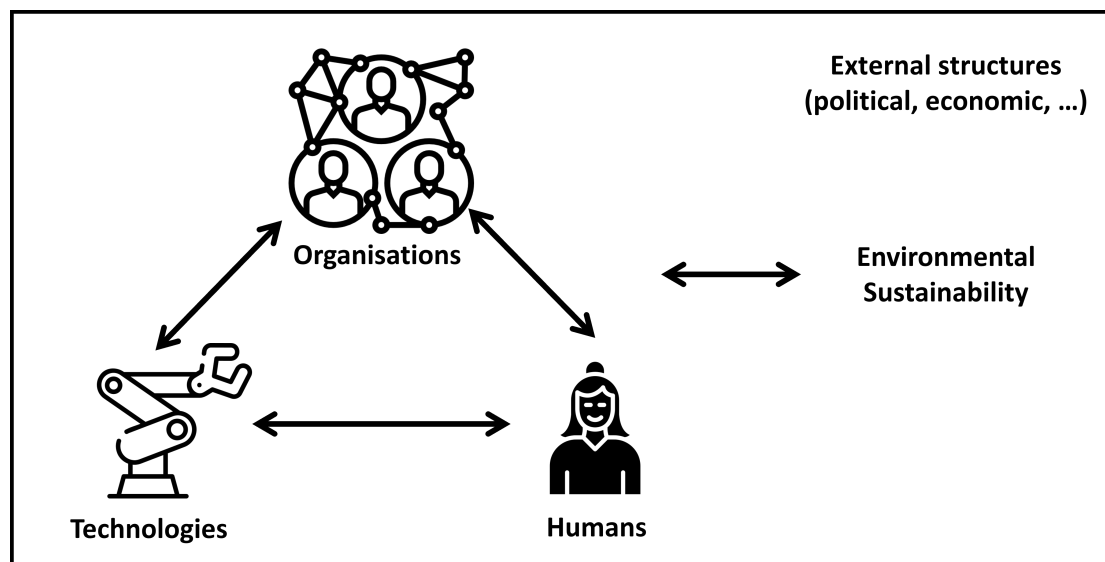 External structures
(political, economic, ...)
Organisations
Environmental
Sustainability
Technologies
Humans